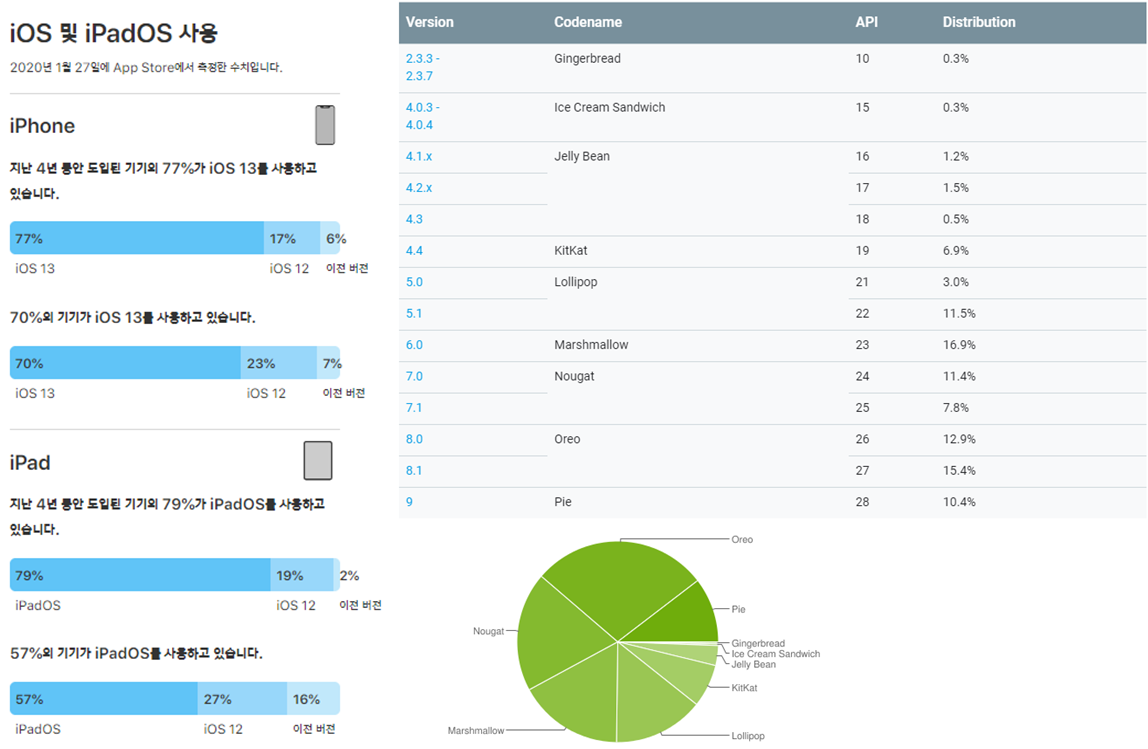 iOS 및 iPadOS 사용
2020년 1월 27일에 App Store에서 측정한 수치입니다.
iPhone
지난 4년 동안 도입된 기기의 77%가 iOS 13를 사용하고
있습니다.
77% 17% 6%
iOS 13 iOS 12 이전 버전
70%의 기기가 iOS 13를 사용하고 있습니다.
70% 23% 7%
iOS 13 iOS 12 이전 버전
iPad
지난 4년 동안 도입된 기기의 79%가 iPadOS를 사용하고
있습니다.
79% 19% 2%
iPadOS iOS 12 이전 버전
57%의 기기가 iPadOS를 사용하고 있습니다.
57% 27% 16%
iPadOS iOS 12 이전 버전
Version Codename API Distribution
2.3.3 - Gingerbread 10 0.3%
2.3.7
4.0.3 - Ice Cream Sandwich 15 0.3%
4.0.4
4.1.x Jelly Bean 16 1.2%
4.2.x 17 1.5%
4.3 18 0.5%
4.4 KitKat 19 6.9%
5.0 Lollipop 21 3.0%
5.1 22 11.5%
6.0 Marshmallow 23 16.9%
7.0 Nougat 24 11.4%
7.1 25 7.8%
8.0 Oreo 26 12.9%
8.1 27 15.4%
9 Pie 28 10.4%
Oreo
Pie
Nougat
Gingerbread
Ice Cream Sandwich
Jelly Bean
KitKat
Marshmallow
Lollipop